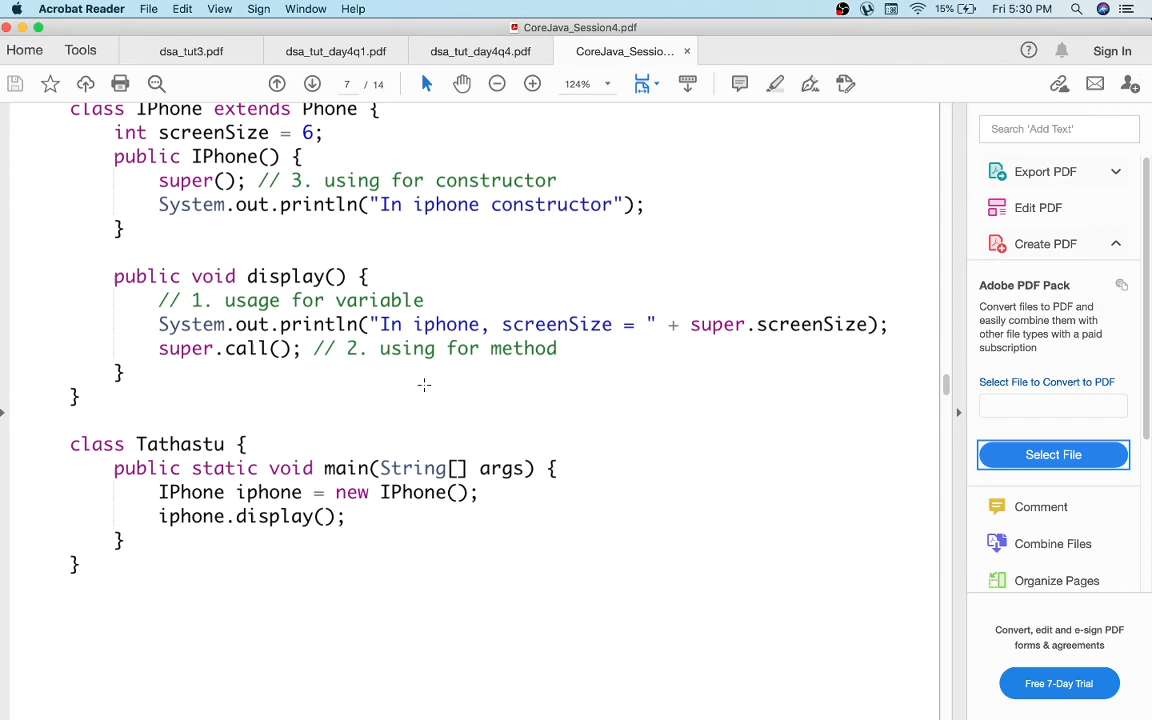 Acrobat Reader File Edit View Sign Window Help 15% Fri 5:30 PM
CoreJava_Session4.pdf
Home Tools dsa_tut3.pdf dsa_tut_day4q1.pdf dsa_tut_day4q4.pdf CoreJava_Sessio... × Sign In
7 / 14 124%
class IPhone extends Phone {
int screenSize = 6;
public IPhone() {
super(); // 3. using for constructor
System.out.println("In iphone constructor");
}
public void display() {
// 1. usage for variable
System.out.println("In iphone, screenSize = " + super.screenSize);
super.call(); // 2. using for method
}
}
class Tathastu {
public static void main(String[] args) {
IPhone iphone = new IPhone();
iphone.display();
}
}
Search 'Add Text'
Export PDF
Edit PDF
Create PDF
Adobe PDF Pack
Convert files to PDF and
easily combine them with
other file types with a paid
subscription
Select File to Convert to PDF
Select File
Comment
Combine Files
Organize Pages
Convert, edit and e-sign PDF
forms & agreements
Free 7-Day Trial